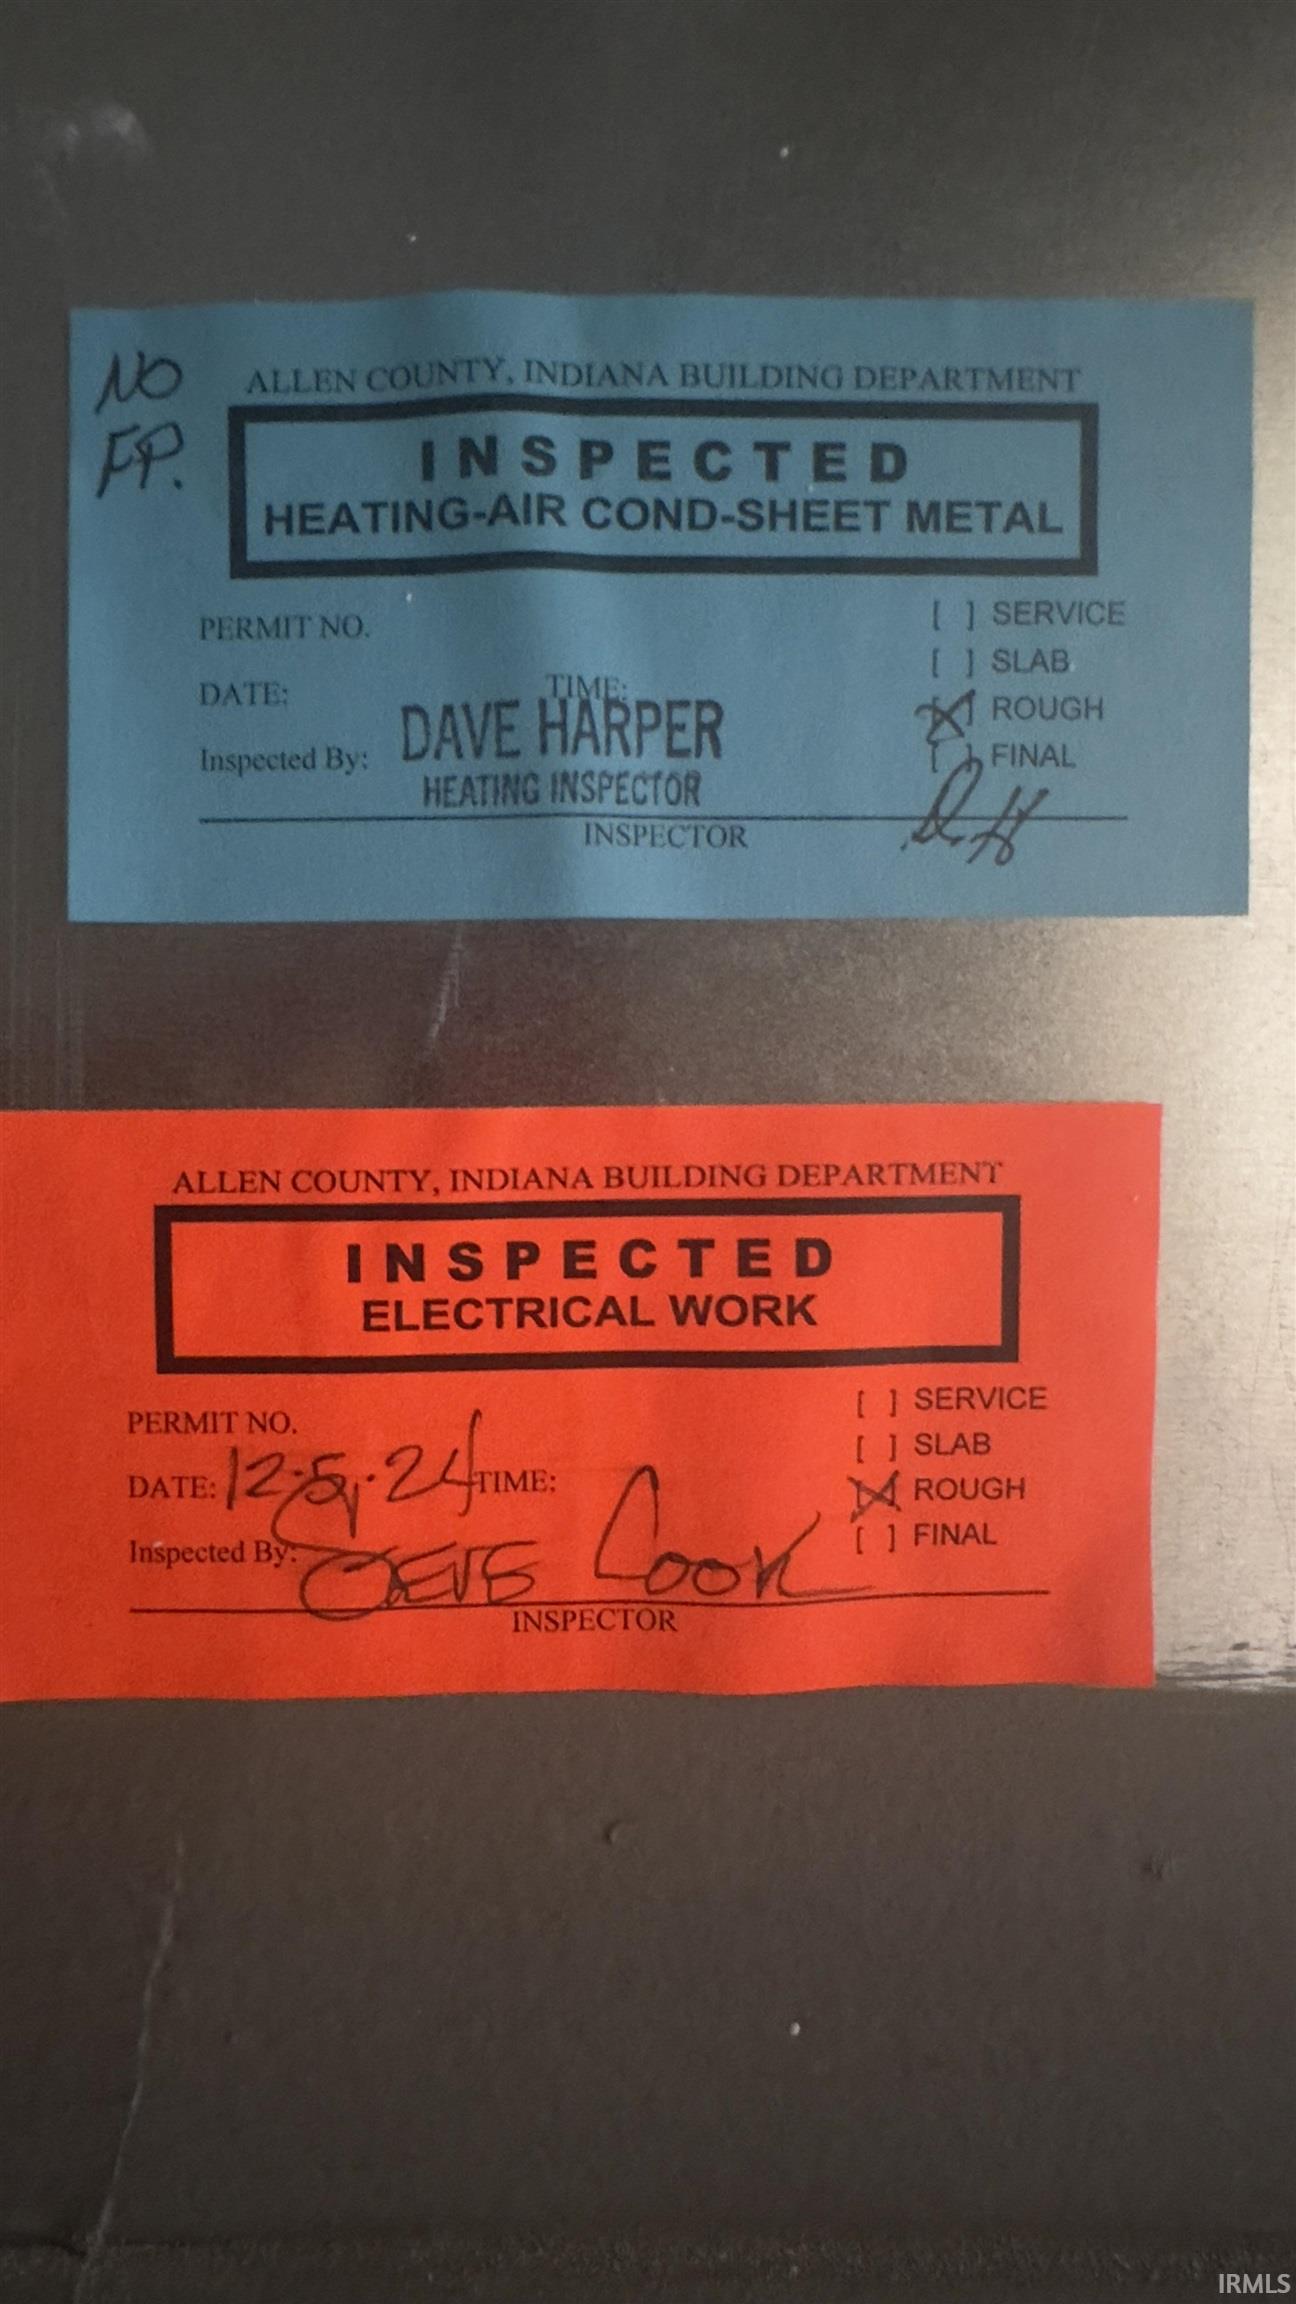 NO
FP.
ALLEN COUNTY, INDIANA BUILDING DEPARTMENT
INSPECTED
HEATING-AIR COND-SHEET METAL
PERMIT NO.
[ ] SERVICE
[ ] SLAB
DATE: TIME:
[X] ROUGH
DAVE HARPER
Inspected By:
[ ] FINAL
HEATING INSPECTOR
D. H
INSPECTOR
ALLEN COUNTY, INDIANA BUILDING DEPARTMENT
INSPECTED
ELECTRICAL WORK
[ ] SERVICE
PERMIT NO.
[ ] SLAB
DATE: 12.5.24 TIME:
[X] ROUGH
[ ] FINAL
Inspected By: STEVE COOK
INSPECTOR
IRMLS